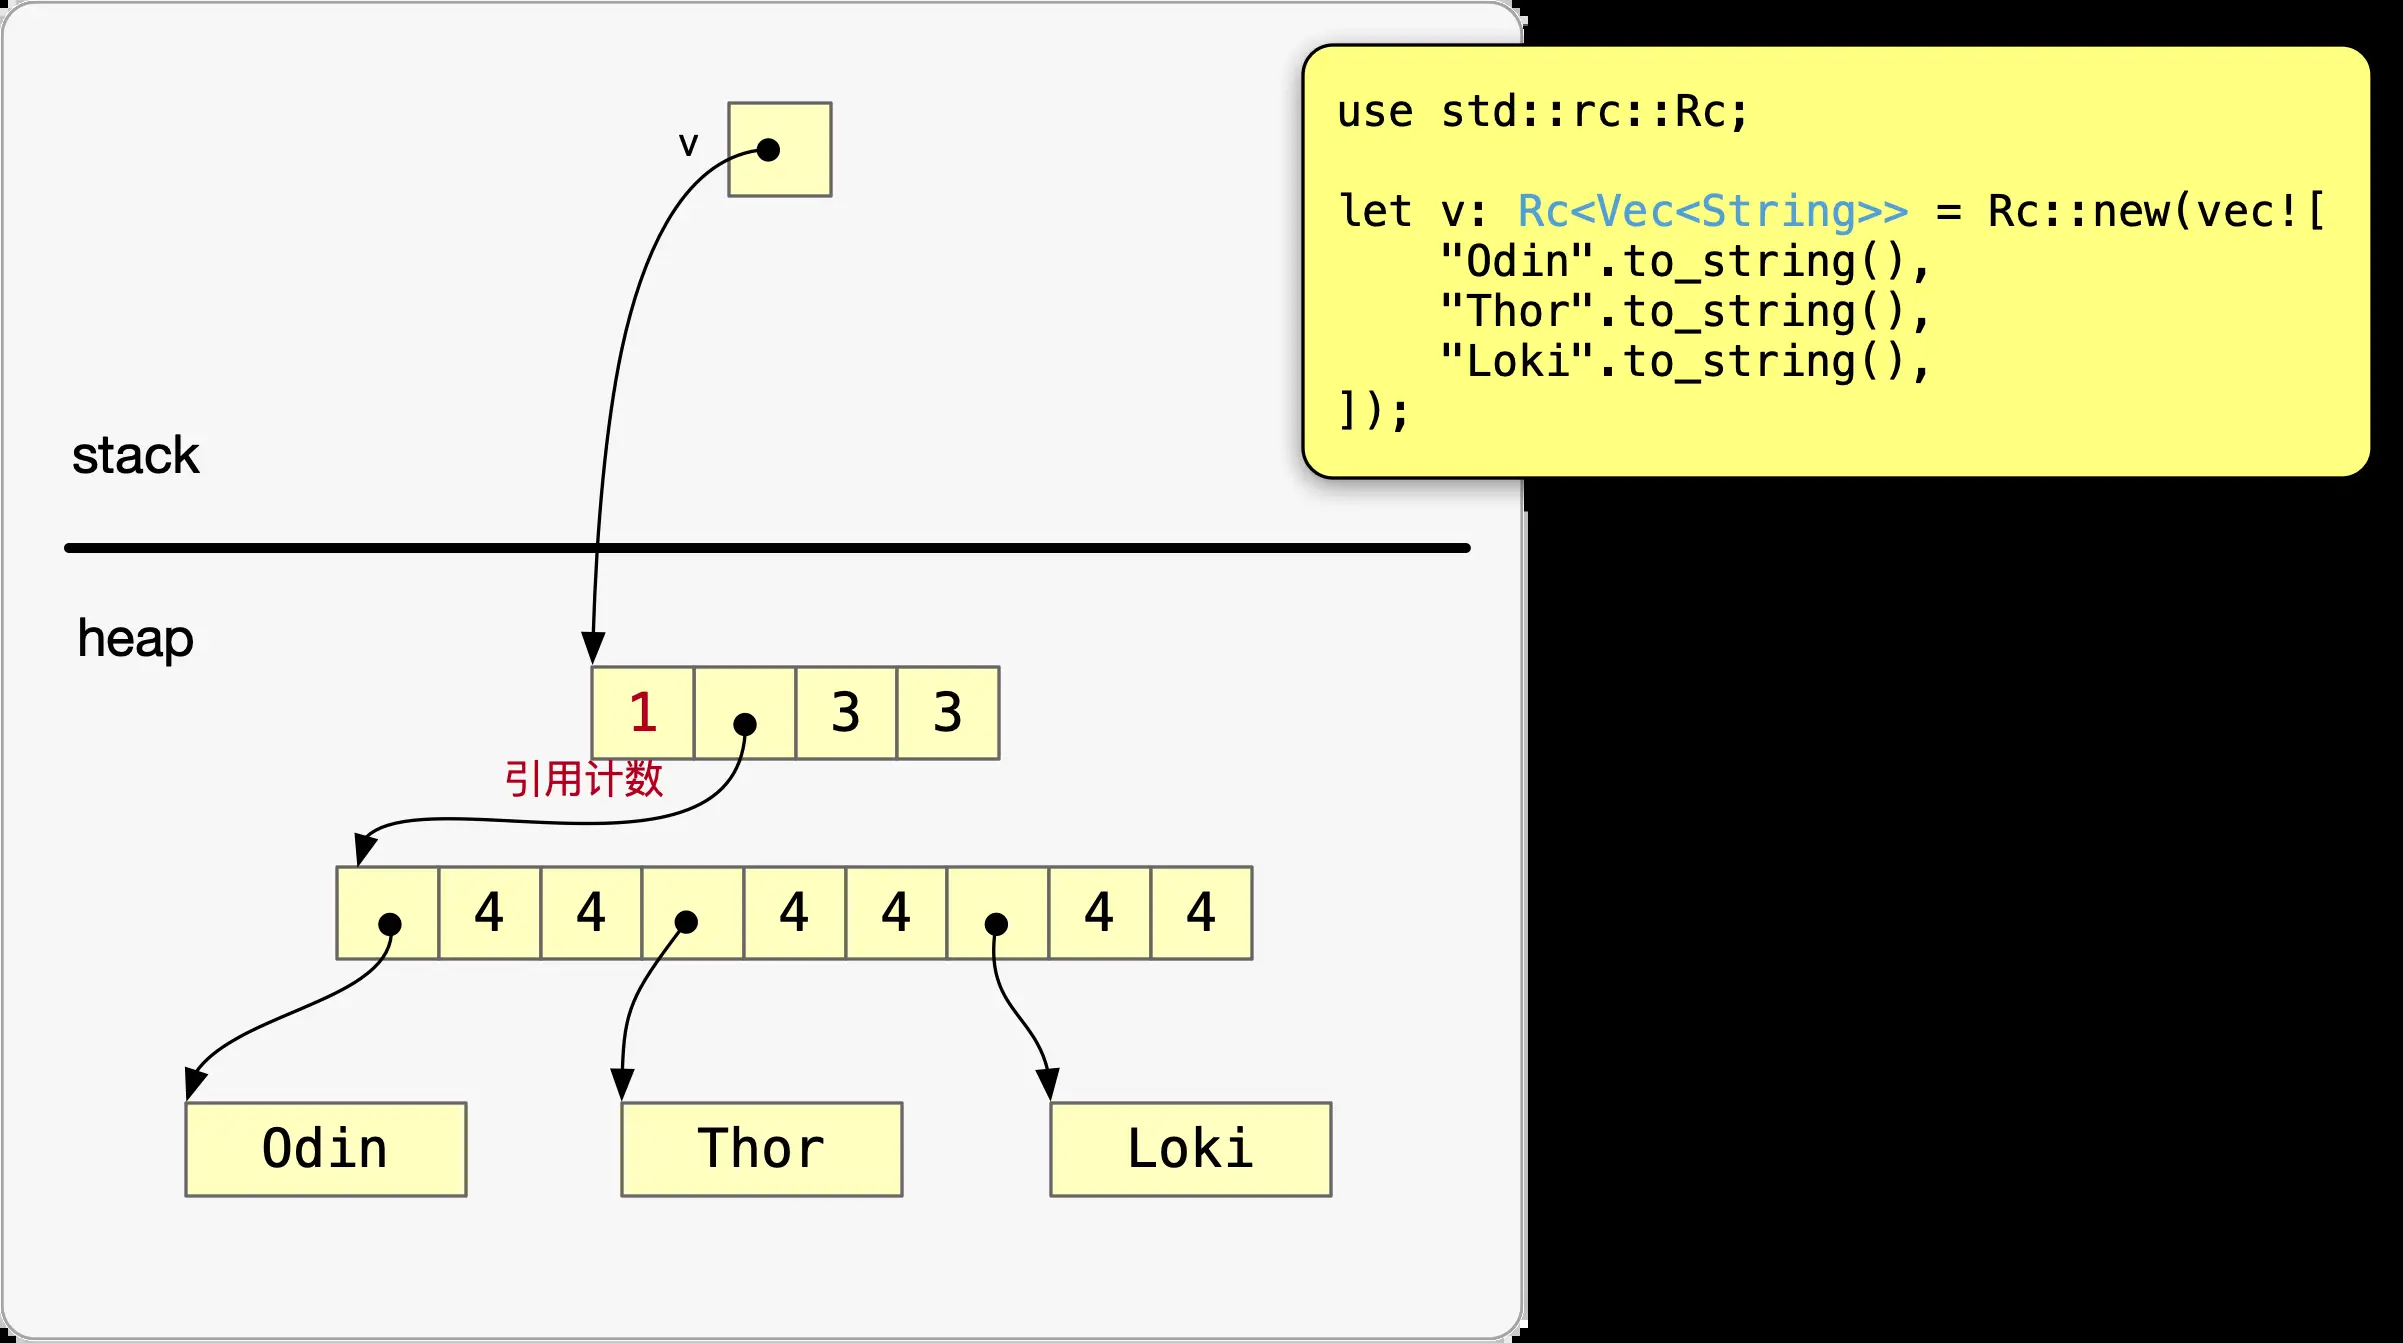 use std::rc::Rc;
let v: Rc<Vec<String>> = Rc::new(vec![
    "Odin".to_string(),
    "Thor".to_string(),
    "Loki".to_string(),
]);
v
stack
heap
1 3 3
引用计数
4 4 4 4 4 4
Odin Thor Loki